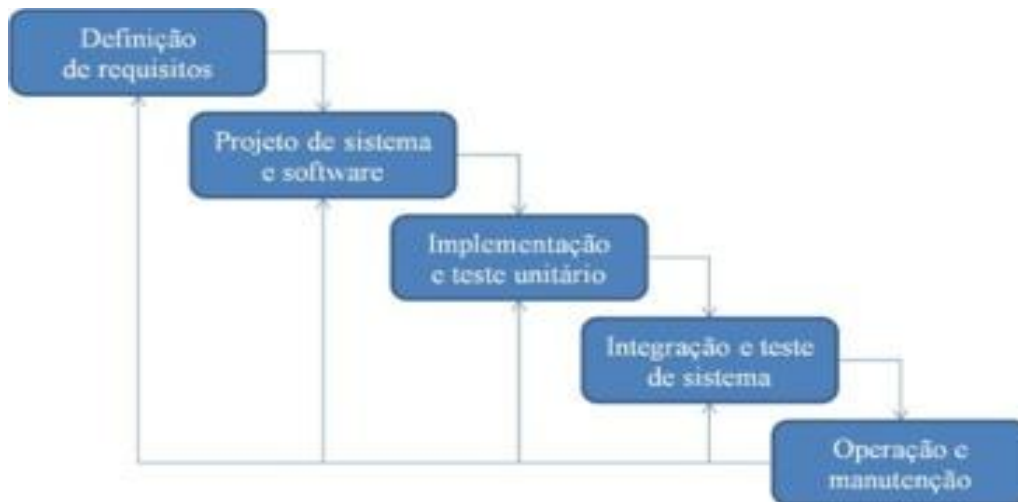 Definição
de requisitos
Projeto de sistema
e software
Implementação
e teste unitário
Integração e teste
de sistema
Operação e
manutenção